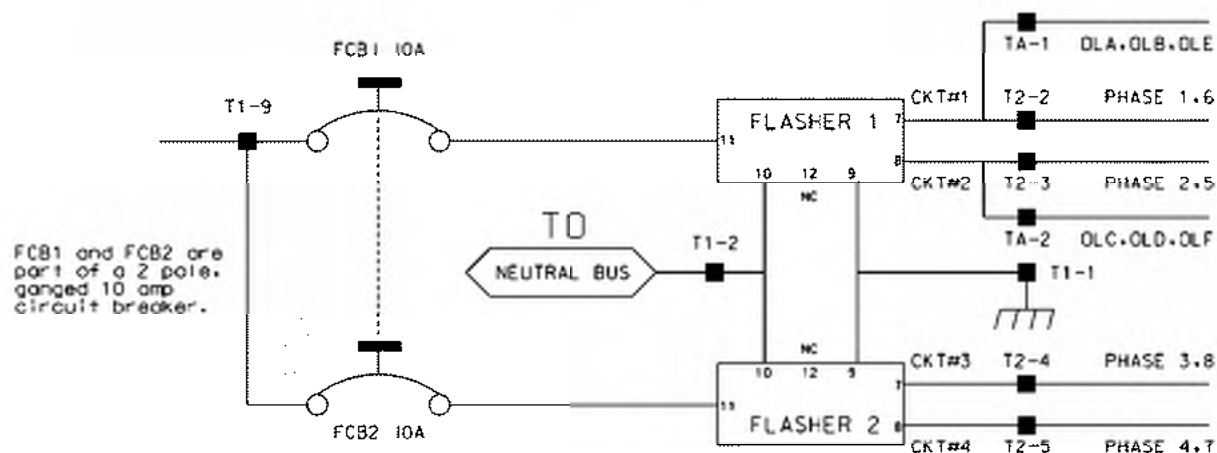 FCB1 10A
T1-9
TA-1 OLA.OLB.OLE
CKT#1 T2-2 PHASE 1.6
FLASHER 1
7
11
8
10 12 9
NC
CKT#2 T2-3 PHASE 2.5
TA-2 OLC.OLD.OLF
TO
NEUTRAL BUS
T1-2
T1-1
FCB1 and FCB2 are
part of a 2 pole.
ganged 10 amp
circuit breaker.
NC
10 12 9
CKT#3 T2-4 PHASE 3.8
7
11
FLASHER 2
8
FCB2 10A
CKT#4 T2-5 PHASE 4.7